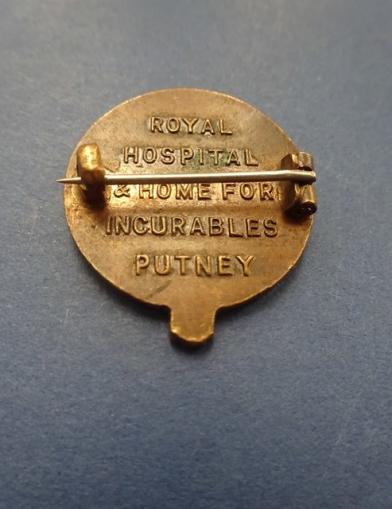 ROYAL
HOSPITAL
& HOME FOR
INCURABLES
PUTNEY